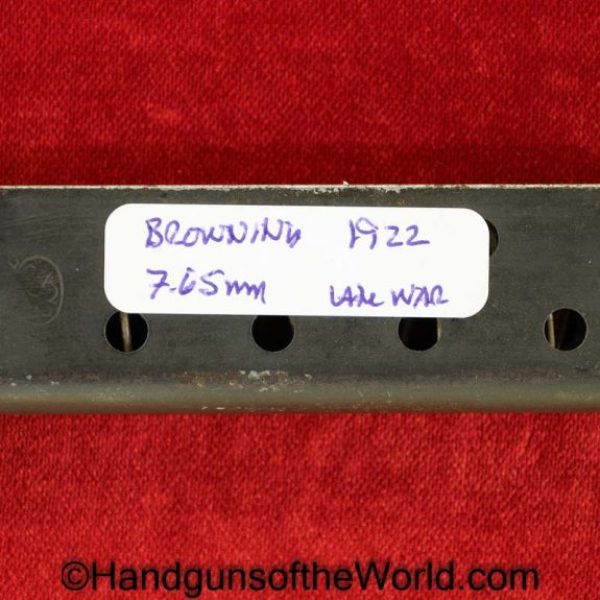 BROWNING 1922
7.65mm LATE WAR
©HandgunsoftheWorld.com